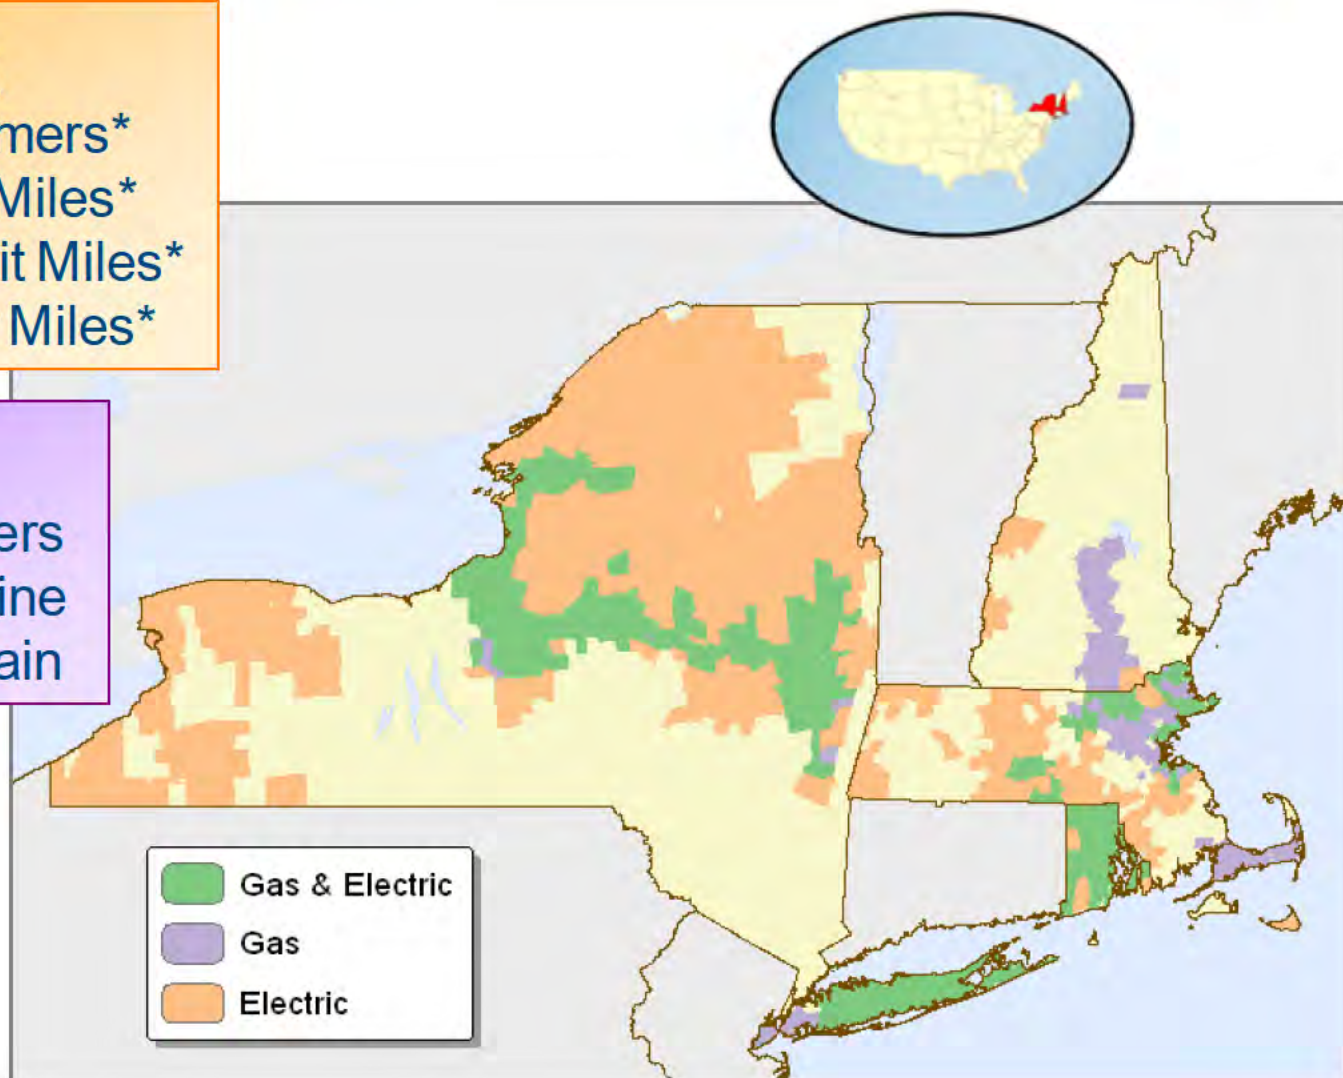 mers*
Miles*
it Miles*
Miles*
ers
ine
ain
Gas & Electric
Gas
Electric